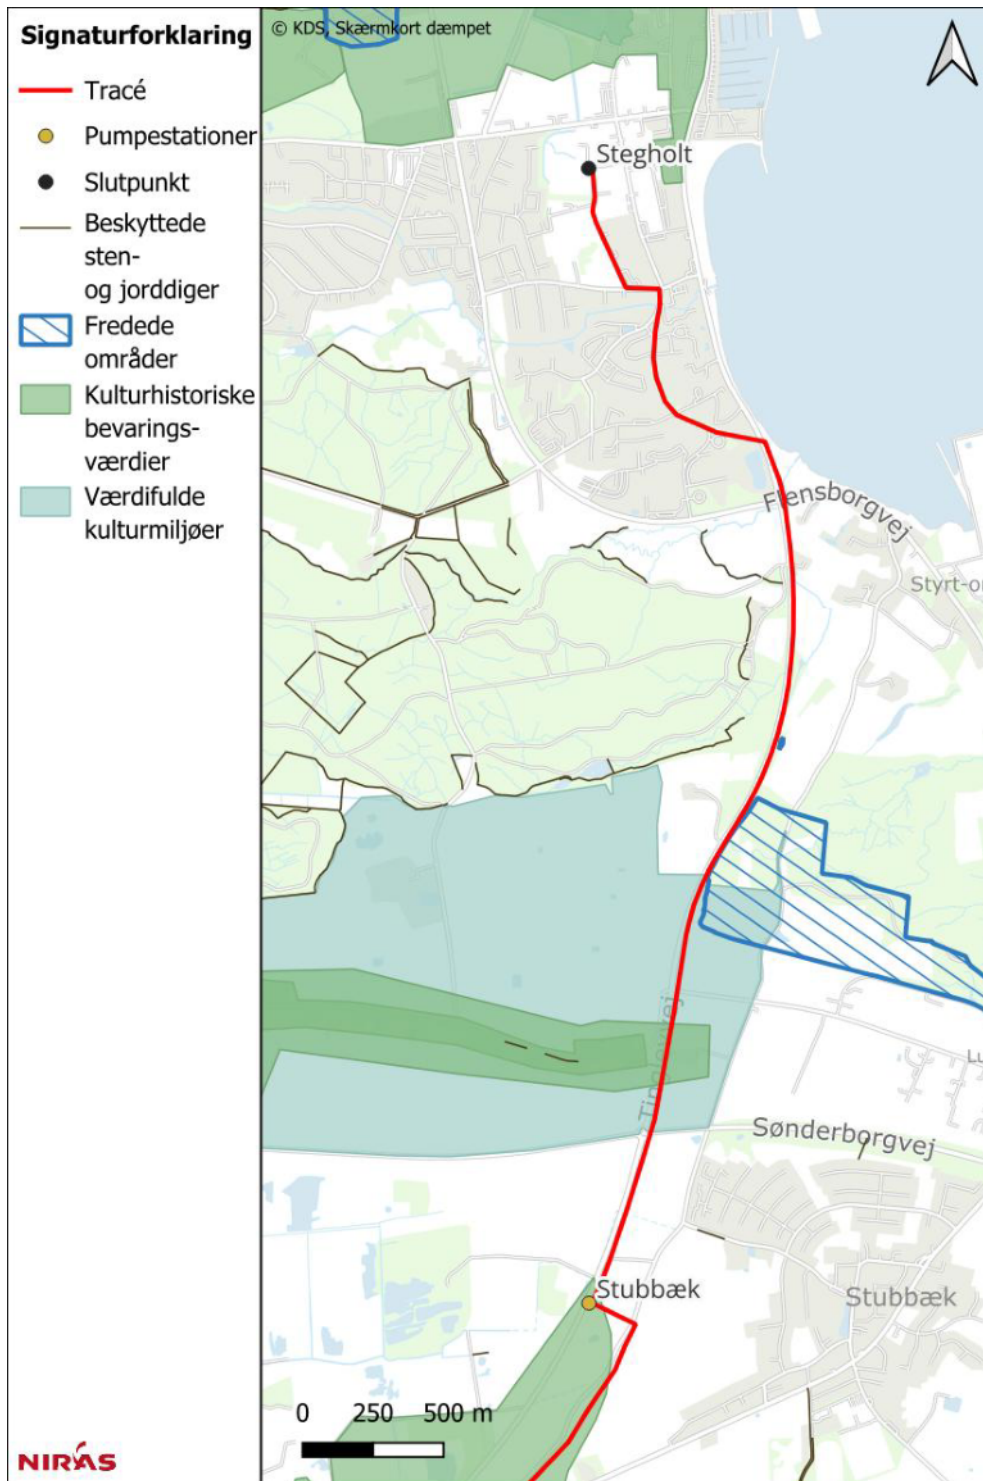 Signaturforklaring
Tracé
Pumpestationer
Slutpunkt
Beskyttede
sten-
og jorddiger
Fredede
områder
Kulturhistoriske
bevarings-
værdier
Værdifulde
kulturmiljøer
NIRÁS
© KDS, Skærmkort dæmpet
Stegholt
Flensborgvej
Sønderborgvej
Stubbæk
Stubbæk
0 250 500 m